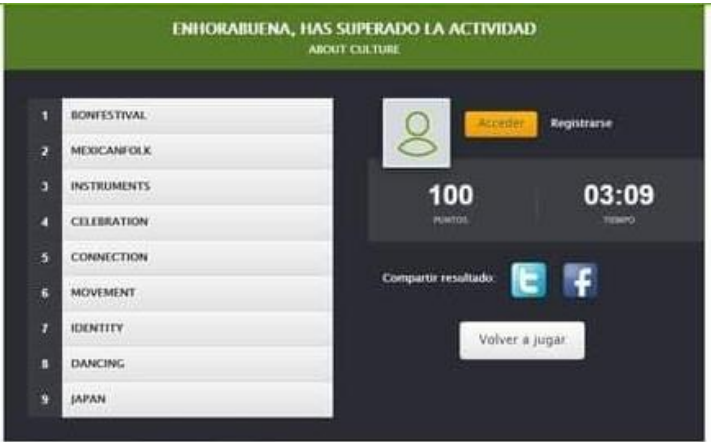 ENHORABUENA, HAS SUPERADO LA ACTIVIDAD
ABOUT CULTURE
1 BONFESTIVAL
2 MEXICANFOLK
3 INSTRUMENTS
4 CELEBRATION
5 CONNECTION
6 MOVEMENT
7 IDENTITY
8 DANCING
9 JAPAN
Acceder Registrarse
100 03:09
PUNTOS TIEMPO
Compartir resultado:
Volver a jugar